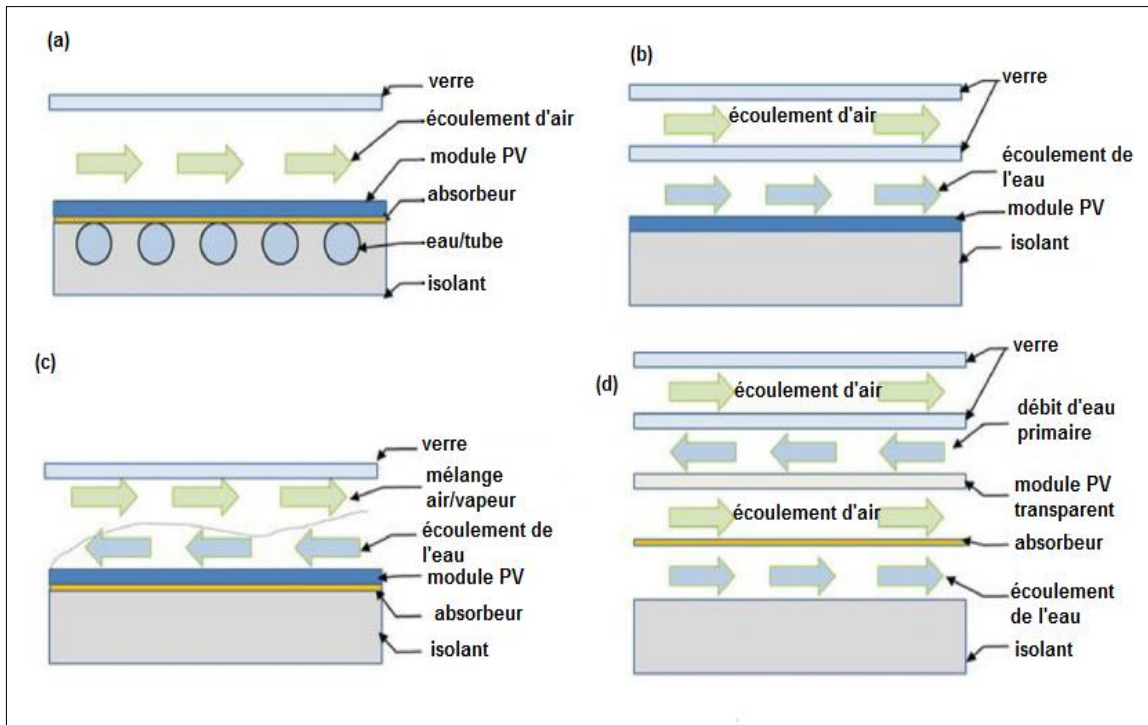 (a)
verre
écoulement d'air
module PV
absorbeur
eau/tube
isolant
(b)
verre
écoulement d'air
écoulement de
l'eau
module PV
isolant
(c)
verre
mélange
air/vapeur
écoulement de
l'eau
module PV
absorbeur
isolant
(d)
verre
écoulement d'air
débit d'eau
primaire
module PV
transparent
écoulement d'air
absorbeur
écoulement
de l'eau
isolant